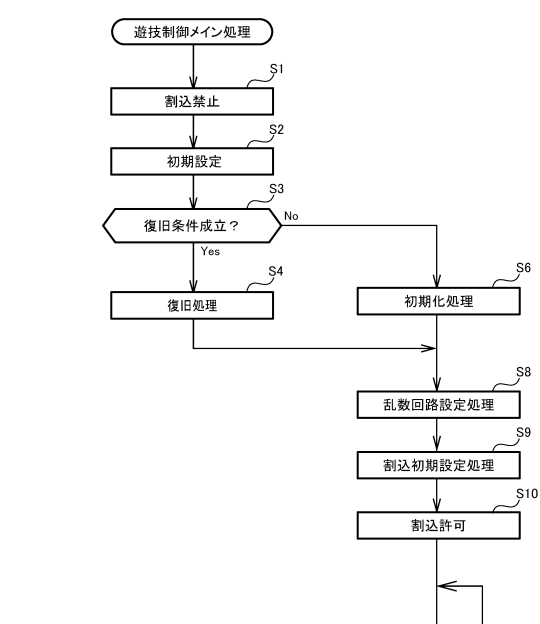 遊技制御メイン処理
S1
割込禁止
S2
初期設定
S3
復旧条件成立？
No
Yes
S4
復旧処理
S6
初期化処理
S8
乱数回路設定処理
S9
割込初期設定処理
S10
割込許可